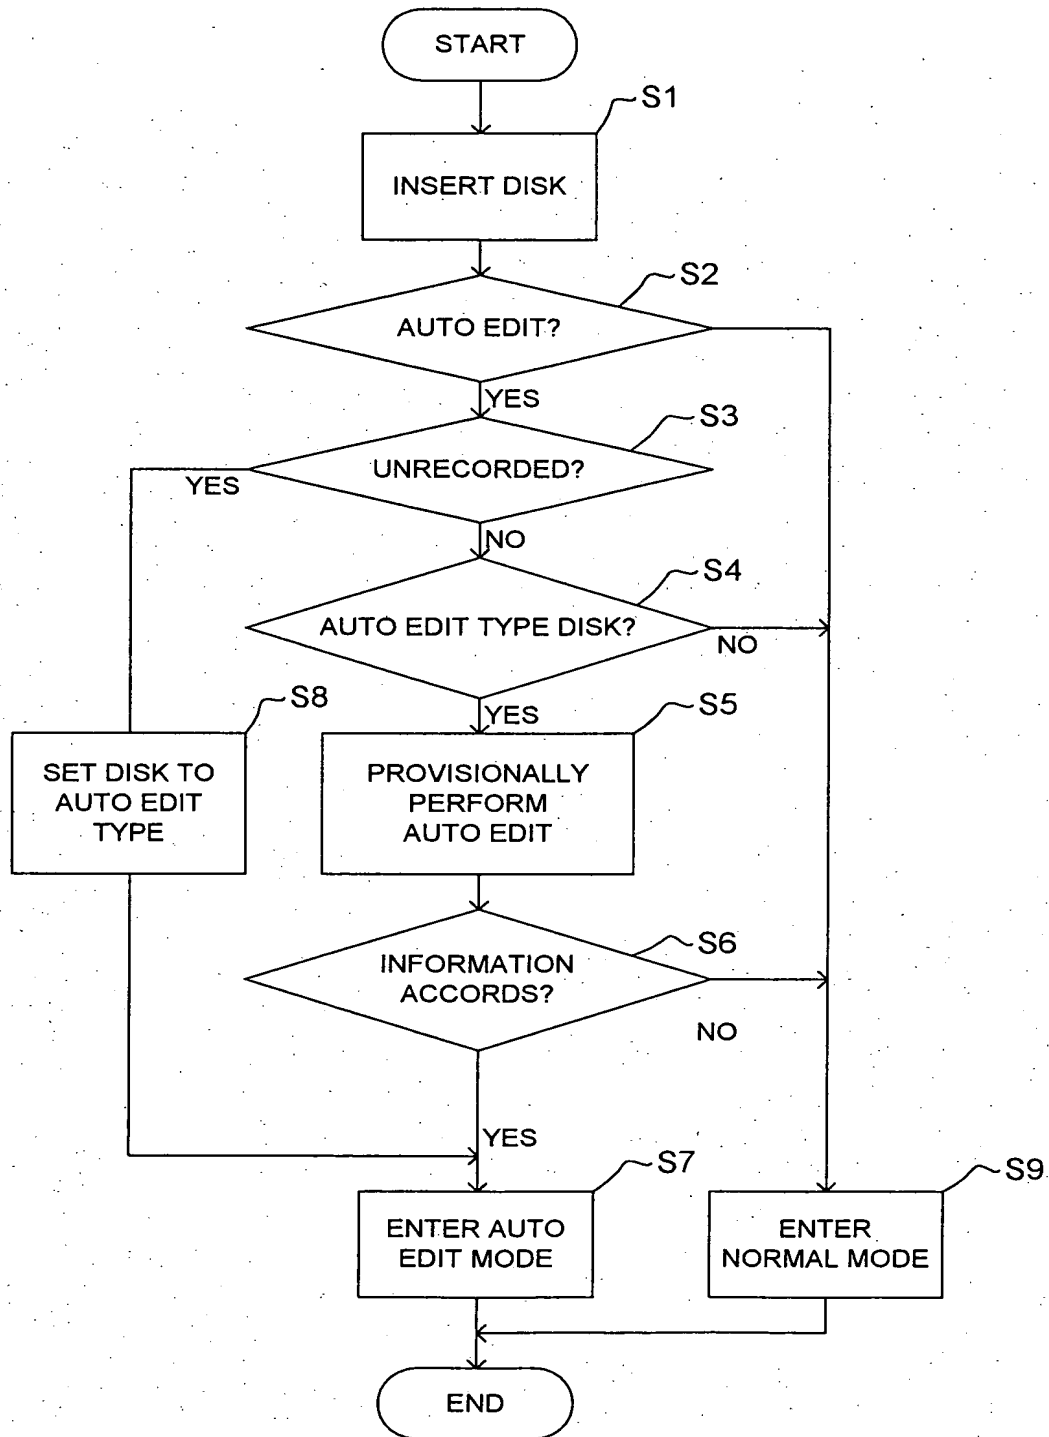 START
S1
INSERT DISK
S2
AUTO EDIT?
YES
S3
UNRECORDED?
YES
NO
S4
AUTO EDIT TYPE DISK?
NO
YES
S8
SET DISK TO
AUTO EDIT
TYPE
S5
PROVISIONALLY
PERFORM
AUTO EDIT
S6
INFORMATION
ACCORDS?
NO
YES
S7
ENTER AUTO
EDIT MODE
S9
ENTER
NORMAL MODE
END